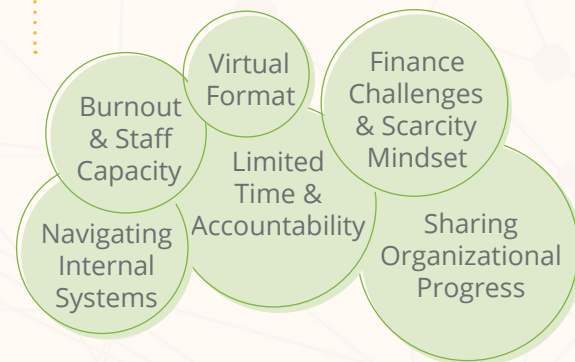 Virtual
Format
Finance
Challenges
& Scarcity
Mindset
Burnout
& Staff
Capacity
Limited
Time &
Accountability
Navigating
Internal
Systems
Sharing
Organizational
Progress